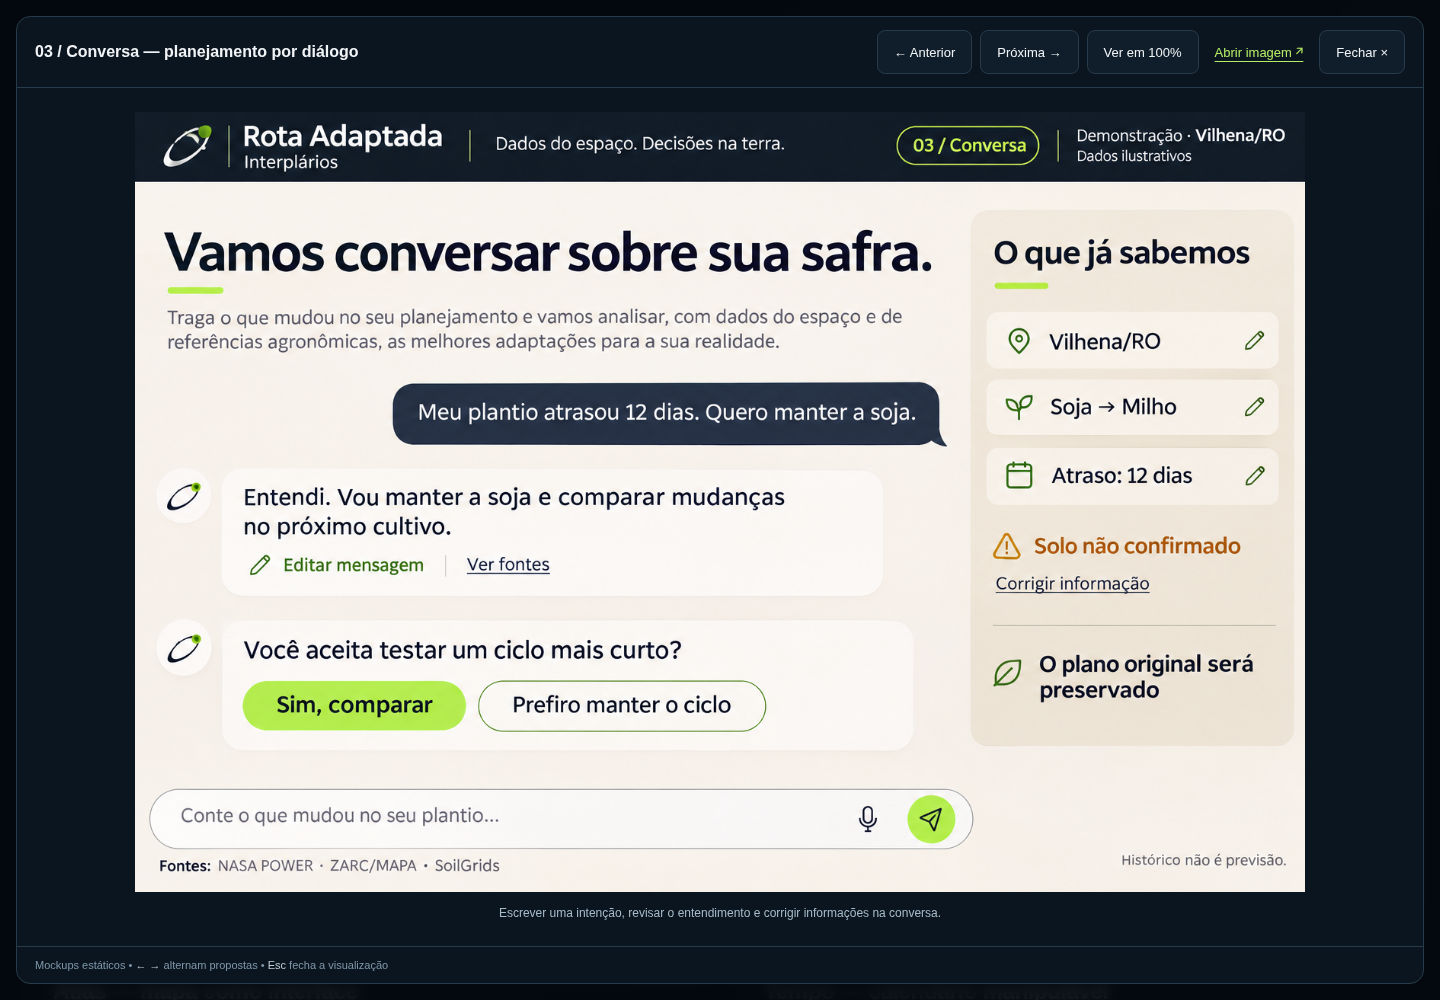 03 / Conversa — planejamento por diálogo
← Anterior
Próxima →
Ver em 100%
Abrir imagem ↗
Fechar ×
Rota Adaptada
Interplários
Dados do espaço. Decisões na terra.
03 / Conversa
Demonstração · Vilhena/RO
Dados ilustrativos
Vamos conversar sobre sua safra.
Traga o que mudou no seu planejamento e vamos analisar, com dados do espaço e de
referências agronômicas, as melhores adaptações para a sua realidade.
Meu plantio atrasou 12 dias. Quero manter a soja.
Entendi. Vou manter a soja e comparar mudanças
no próximo cultivo.
Editar mensagem
Ver fontes
Você aceita testar um ciclo mais curto?
Sim, comparar
Prefiro manter o ciclo
Conte o que mudou no seu plantio...
Fontes: NASA POWER · ZARC/MAPA • SoilGrids
O que já sabemos
Vilhena/RO
Soja → Milho
Atraso: 12 dias
Solo não confirmado
Corrigir informação
O plano original será
preservado
Histórico não é previsão.
Escrever uma intenção, revisar o entendimento e corrigir informações na conversa.
Mockups estáticos • ← → alternam propostas • Esc fecha a visualização